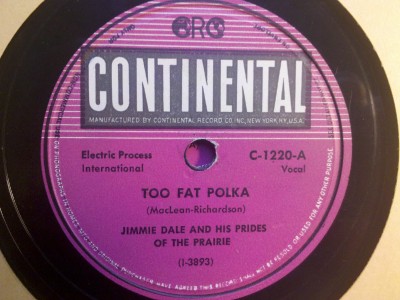 CRC
CONTINENTAL
MANUFACTURED BY CONTINENTAL RECORD CO. INC., NEW YORK, N.Y., U.S.A.
Electric Process
International
C-1220-A
Vocal
TOO FAT POLKA
(MacLean-Richardson)
JIMMIE DALE AND HIS PRIDES
OF THE PRAIRIE
(I-3893)